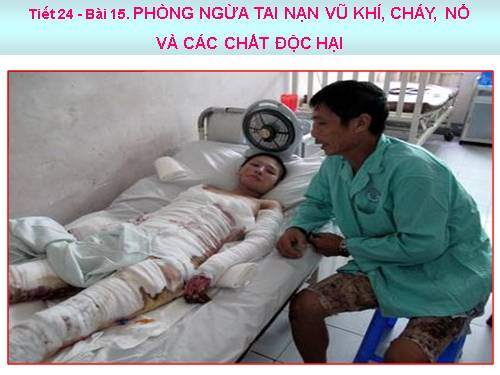 Tiết 24 - Bài 15. PHÒNG NGỪA TAI NẠN VŨ KHÍ, CHÁY, NỔ
VÀ CÁC CHẤT ĐỘC HẠI